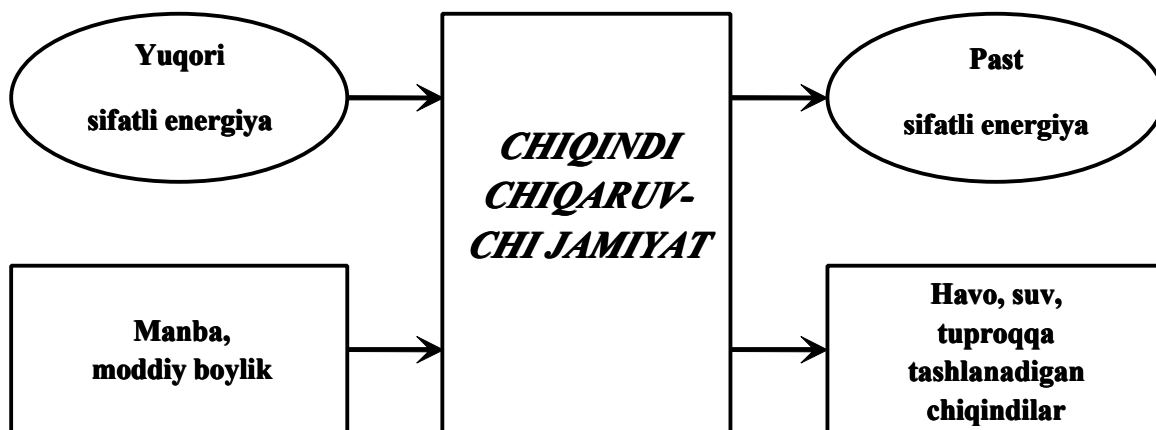 Yuqori
sifatli energiya
Past
sifatli energiya
CHIQINDI
CHIQARUV-
CHI JAMIYAT
Manba,
moddiy boylik
Havo, suv,
tuproqqa
tashlanadigan
chiqindilar